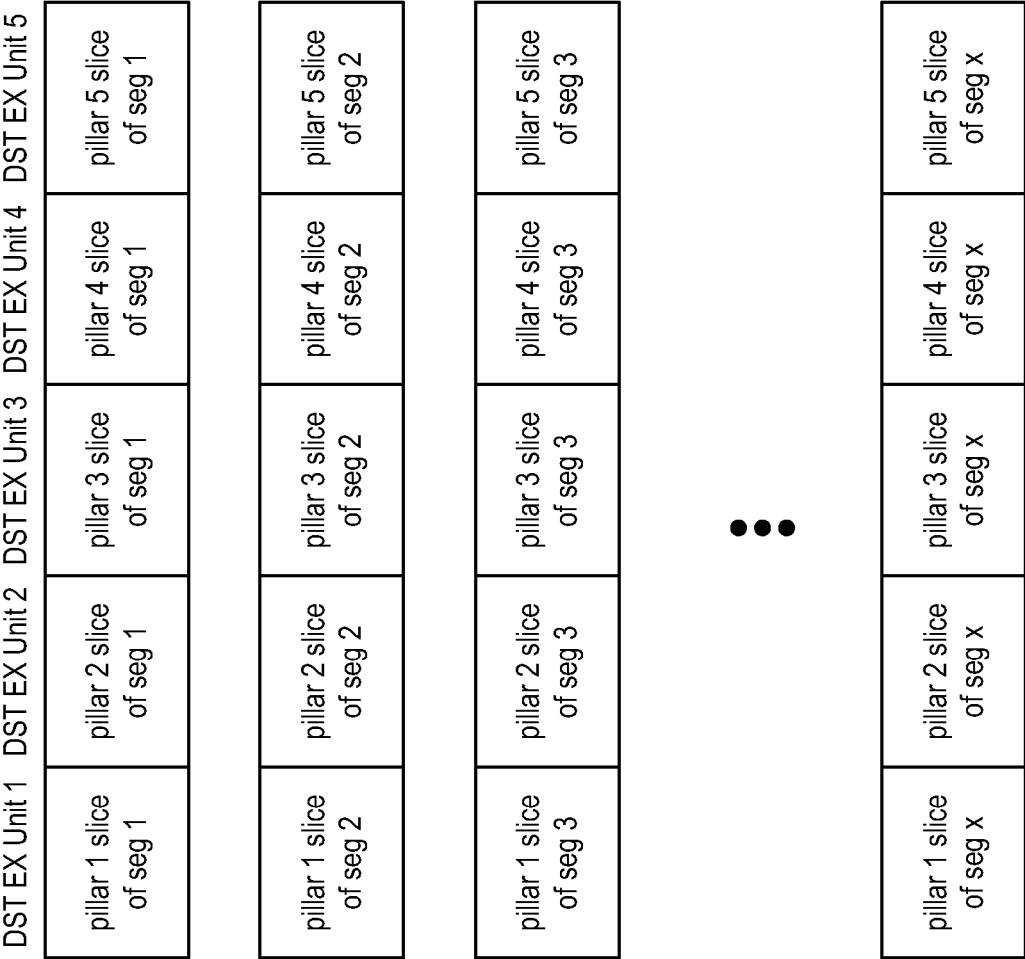 DST EX Unit 1
DST EX Unit 2
DST EX Unit 3
DST EX Unit 4
DST EX Unit 5
pillar 1 slice
of seg 1
pillar 2 slice
of seg 1
pillar 3 slice
of seg 1
pillar 4 slice
of seg 1
pillar 5 slice
of seg 1
pillar 1 slice
of seg 2
pillar 2 slice
of seg 2
pillar 3 slice
of seg 2
pillar 4 slice
of seg 2
pillar 5 slice
of seg 2
pillar 1 slice
of seg 3
pillar 2 slice
of seg 3
pillar 3 slice
of seg 3
pillar 4 slice
of seg 3
pillar 5 slice
of seg 3
pillar 1 slice
of seg x
pillar 2 slice
of seg x
pillar 3 slice
of seg x
pillar 4 slice
of seg x
pillar 5 slice
of seg x